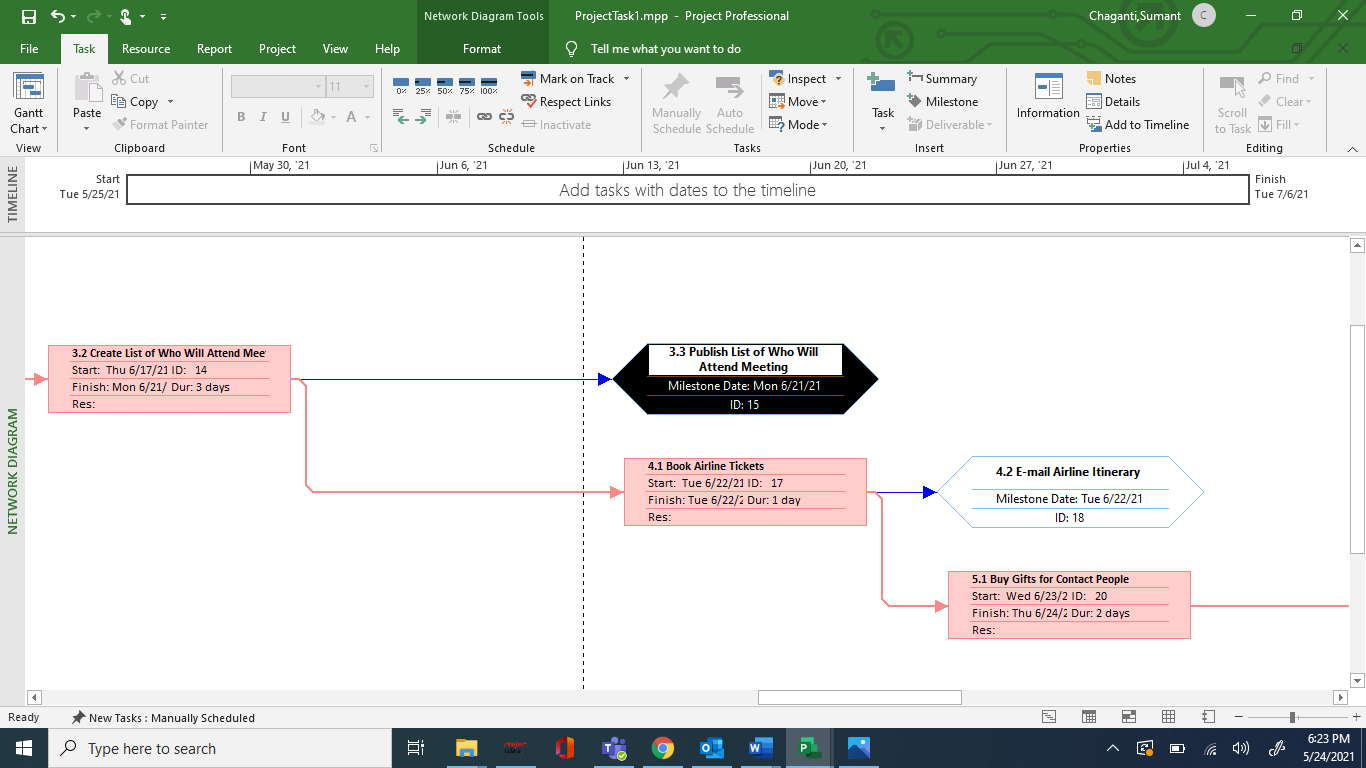 Network Diagram Tools
ProjectTask1.mpp - Project Professional
Chaganti,Sumant
C
File
Task
Resource
Report
Project
View
Help
Format
Tell me what you want to do
Gantt
Chart
View
Paste
Cut
Copy
Format Painter
Clipboard
11
B I U
A
Font
0% 25% 50% 75% 100%
Mark on Track
Respect Links
Inactivate
Schedule
Manually
Schedule
Auto
Schedule
Inspect
Move
Mode
Tasks
Task
Summary
Milestone
Deliverable
Insert
Information
Notes
Details
Add to Timeline
Properties
Scroll
to Task
Find
Clear
Fill
Editing
TIMELINE
May 30, '21
Jun 6, '21
Jun 13, '21
Jun 20, '21
Jun 27, '21
Jul 4, '21
Start
Tue 5/25/21
Add tasks with dates to the timeline
Finish
Tue 7/6/21
NETWORK DIAGRAM
3.2 Create List of Who Will Attend Mee
Start: Thu 6/17/21 ID: 14
Finish: Mon 6/21/ Dur: 3 days
Res:
3.3 Publish List of Who Will
Attend Meeting
Milestone Date: Mon 6/21/21
ID: 15
4.1 Book Airline Tickets
Start: Tue 6/22/21 ID: 17
Finish: Tue 6/22/2 Dur: 1 day
Res:
4.2 E-mail Airline Itinerary
Milestone Date: Tue 6/22/21
ID: 18
5.1 Buy Gifts for Contact People
Start: Wed 6/23/2 ID: 20
Finish: Thu 6/24/2 Dur: 2 days
Res:
Ready
New Tasks : Manually Scheduled
Type here to search
6:23 PM
5/24/2021